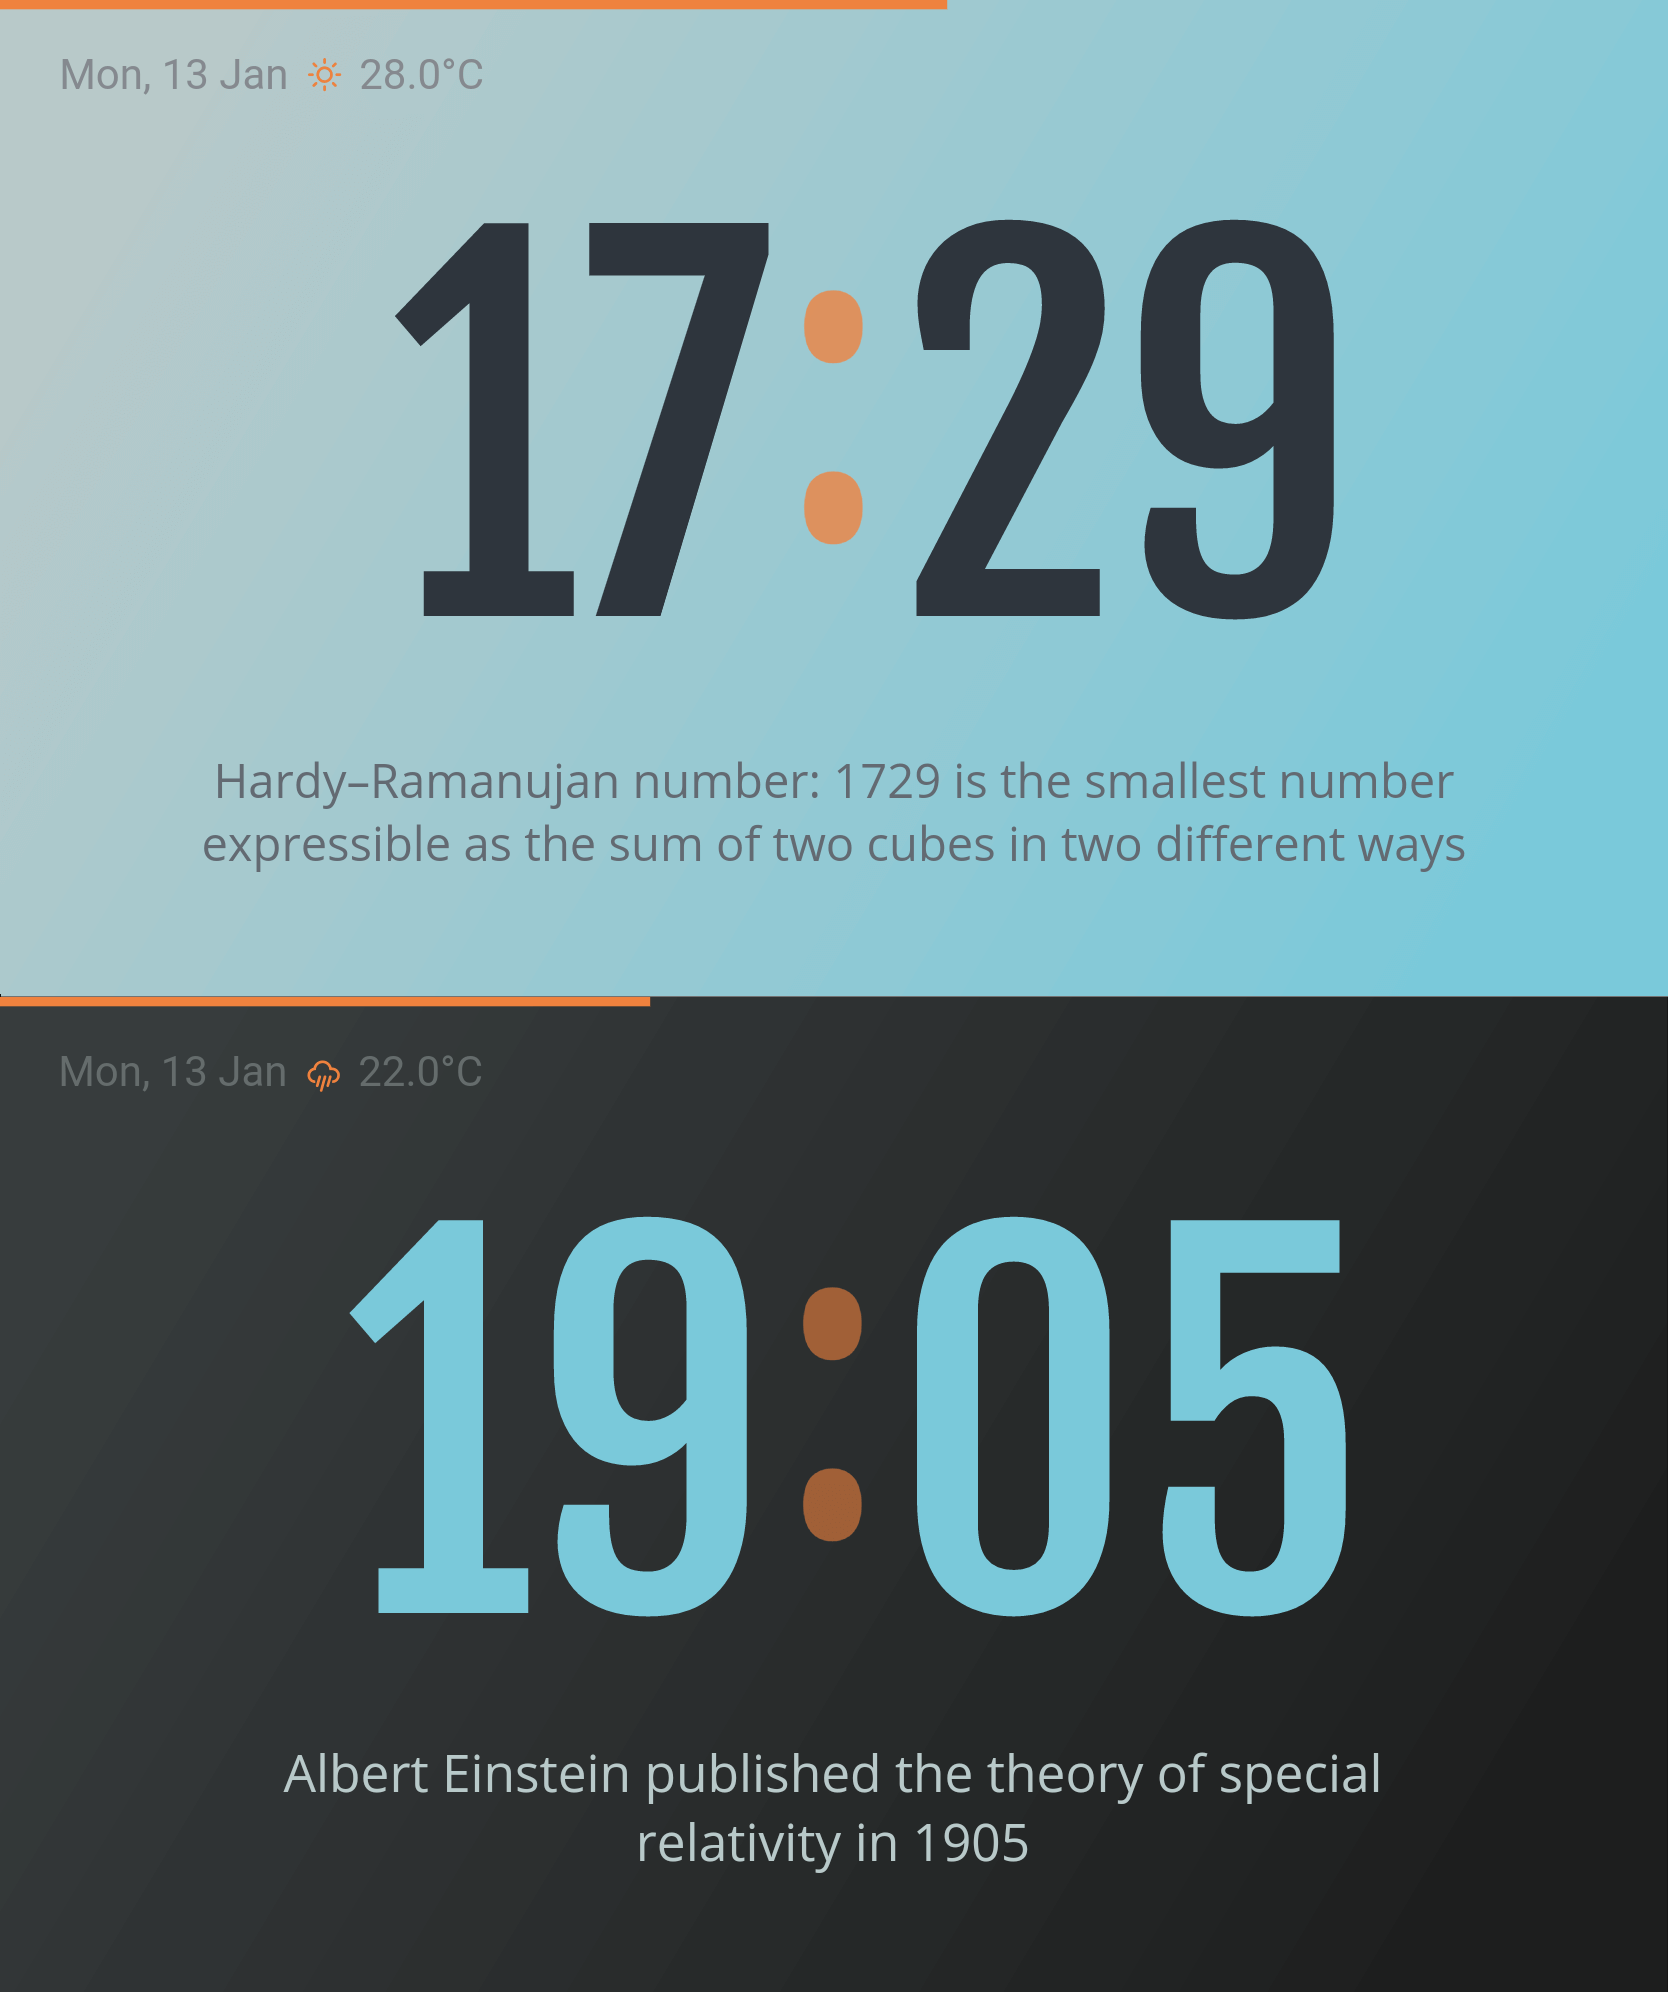 Mon, 13 Jan 28.0°C
17:29
Hardy–Ramanujan number: 1729 is the smallest number
expressible as the sum of two cubes in two different ways
Mon, 13 Jan 22.0°C
19:05
Albert Einstein published the theory of special
relativity in 1905